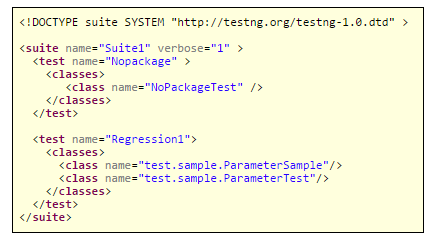 <!DOCTYPE suite SYSTEM "http://testng.org/testng-1.0.dtd" >
<suite name="Suite1" verbose="1" >
<test name="Nopackage" >
<classes>
<class name="NoPackageTest" />
</classes>
</test>
<test name="Regression1">
<classes>
<class name="test.sample.ParameterSample"/>
<class name="test.sample.ParameterTest"/>
</classes>
</test>
</suite>